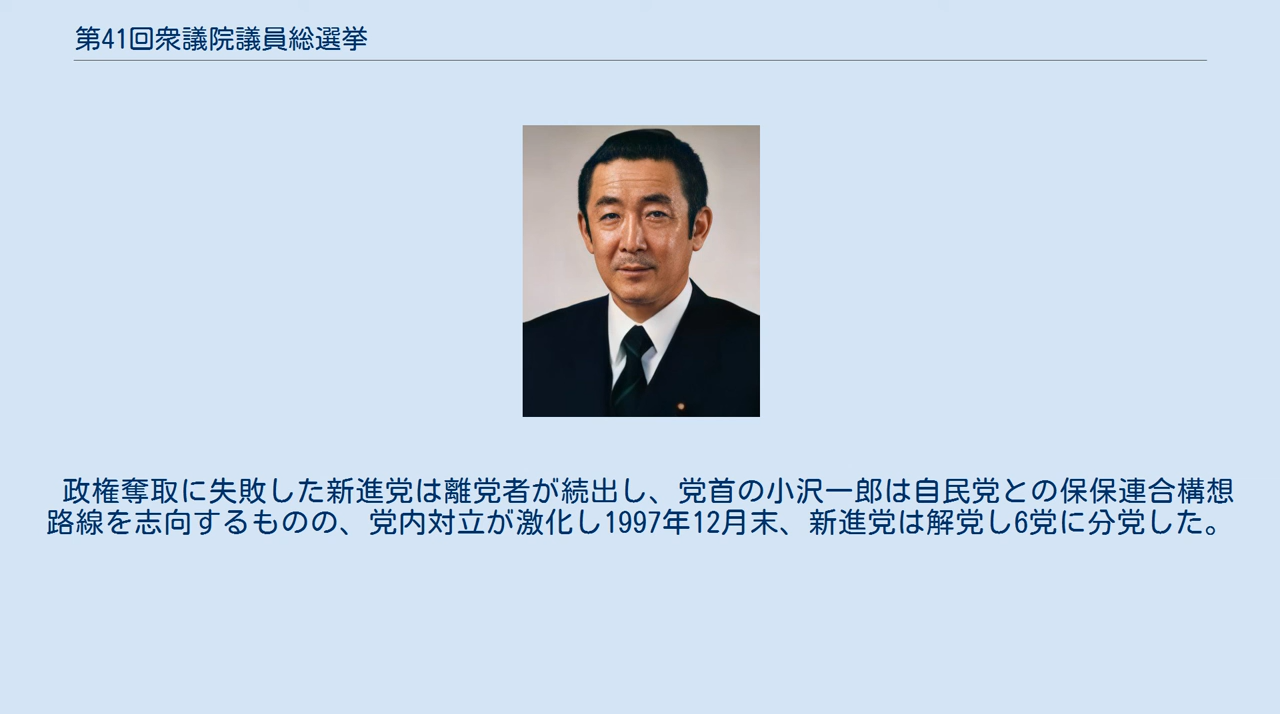 第41回衆議院議員総選挙
政権奪取に失敗した新進党は離党者が続出し、党首の小沢一郎は自民党との保保連合構想
路線を志向するものの、党内対立が激化し1997年12月末、新進党は解党し6党に分党した。